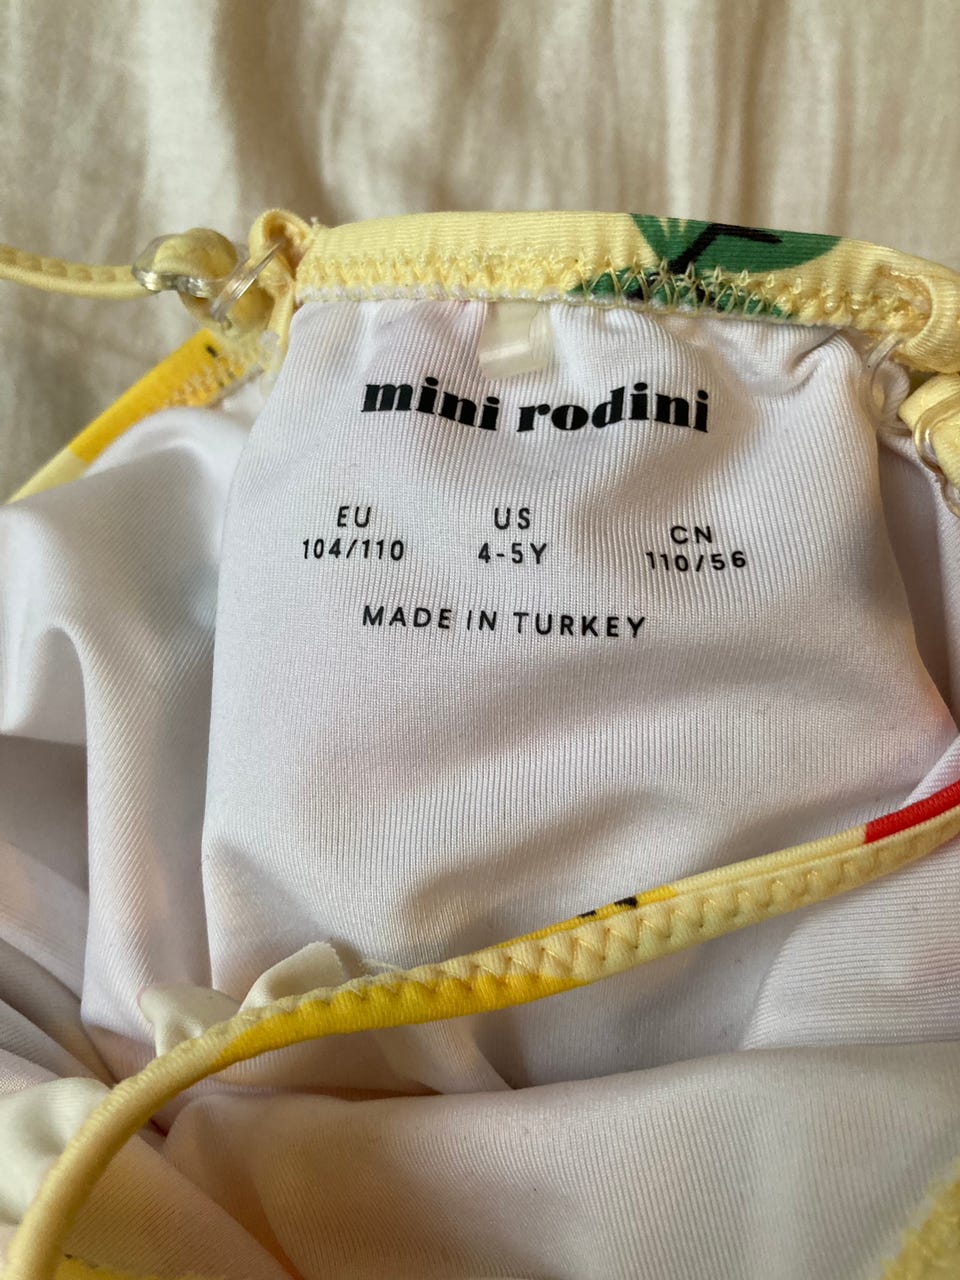 mini rodini
EU US CN
104/110 4-5Y 110/56
MADE IN TURKEY